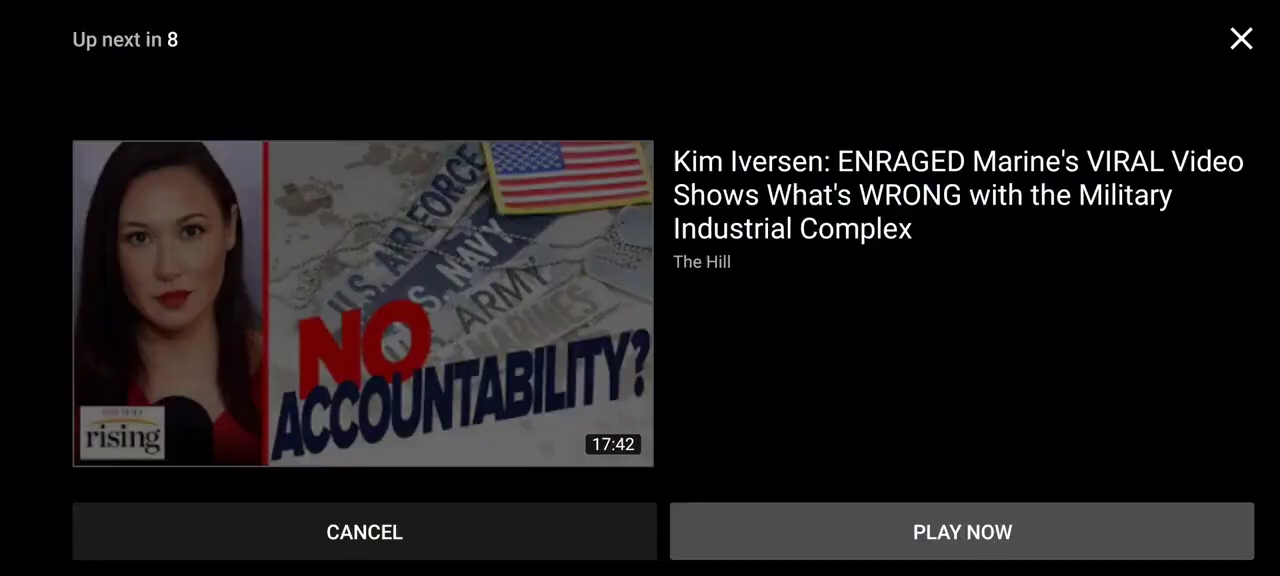 Up next in 8
Kim Iversen: ENRAGED Marine's VIRAL Video
Shows What's WRONG with the Military
Industrial Complex
The Hill
U.S. AIR FORCE
U.S. NAVY
U.S. ARMY
MARINES
NO
ACCOUNTABILITY?
rising
17:42
CANCEL
PLAY NOW